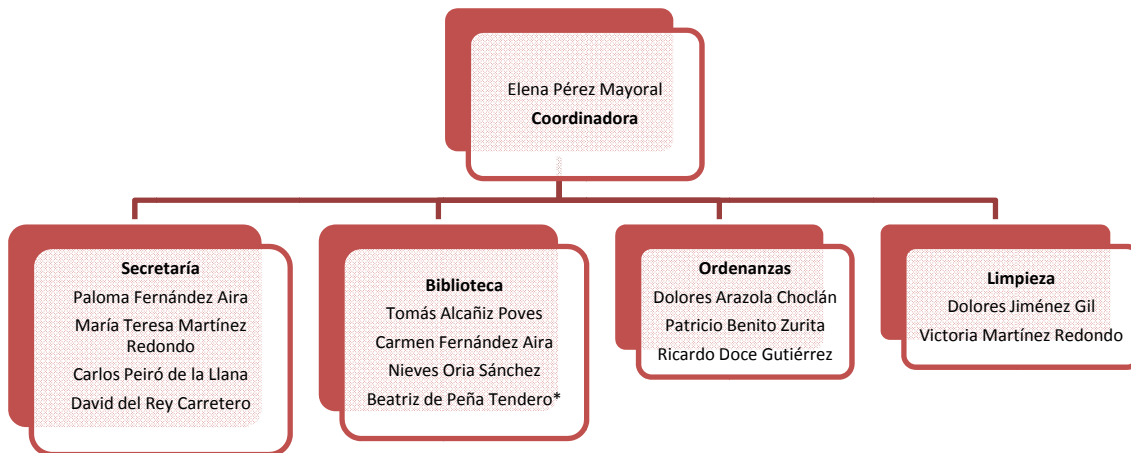 Elena Pérez Mayoral
Coordinadora
Secretaría
Paloma Fernández Aira
María Teresa Martínez
Redondo
Carlos Peiró de la Llana
David del Rey Carretero
Biblioteca
Tomás Alcañiz Poves
Carmen Fernández Aira
Nieves Oria Sánchez
Beatriz de Peña Tendero*
Ordenanzas
Dolores Arazola Choclán
Patricio Benito Zurita
Ricardo Doce Gutiérrez
Limpieza
Dolores Jiménez Gil
Victoria Martínez Redondo